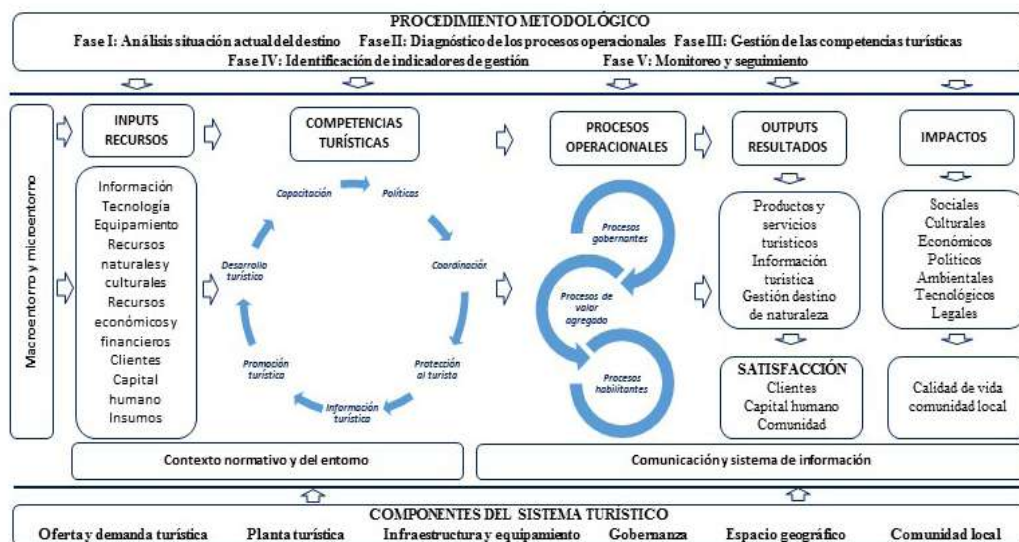 PROCEDIMIENTO METODOLÓGICO
Fase I: Análisis situación actual del destino Fase II: Diagnóstico de los procesos operacionales Fase III: Gestión de las competencias turísticas
Fase IV: Identificación de indicadores de gestión Fase V: Monitoreo y seguimiento
Macroentorno y microentorno
INPUTS
RECURSOS
Información
Tecnología
Equipamiento
Recursos
naturales y
culturales
Recursos
económicos y
financieros
Clientes
Capital
humano
Insumos
COMPETENCIAS
TURÍSTICAS
Capacitación
Políticas
Coordinación
Protección
al turista
Información
turística
Promoción
turística
Desarrollo
turístico
PROCESOS
OPERACIONALES
Procesos
gobernantes
Procesos de
valor
agregado
Procesos
habilitantes
OUTPUTS
RESULTADOS
Productos y
servicios
turisticos
Información
turistica
Gestión destino
de naturaleza
SATISFACCIÓN
Clientes
Capital humano
Comunidad
IMPACTOS
Sociales
Culturales
Económicos
Políticos
Ambientales
Tecnológicos
Legales
Calidad de vida
comunidad local
Contexto normativo y del entorno
Comunicación y sistema de información
COMPONENTES DEL SISTEMA TURÍSTICO
Oferta y demanda turística Planta turística Infraestructura y equipamiento Gobernanza Espacio geográfico Comunidad local